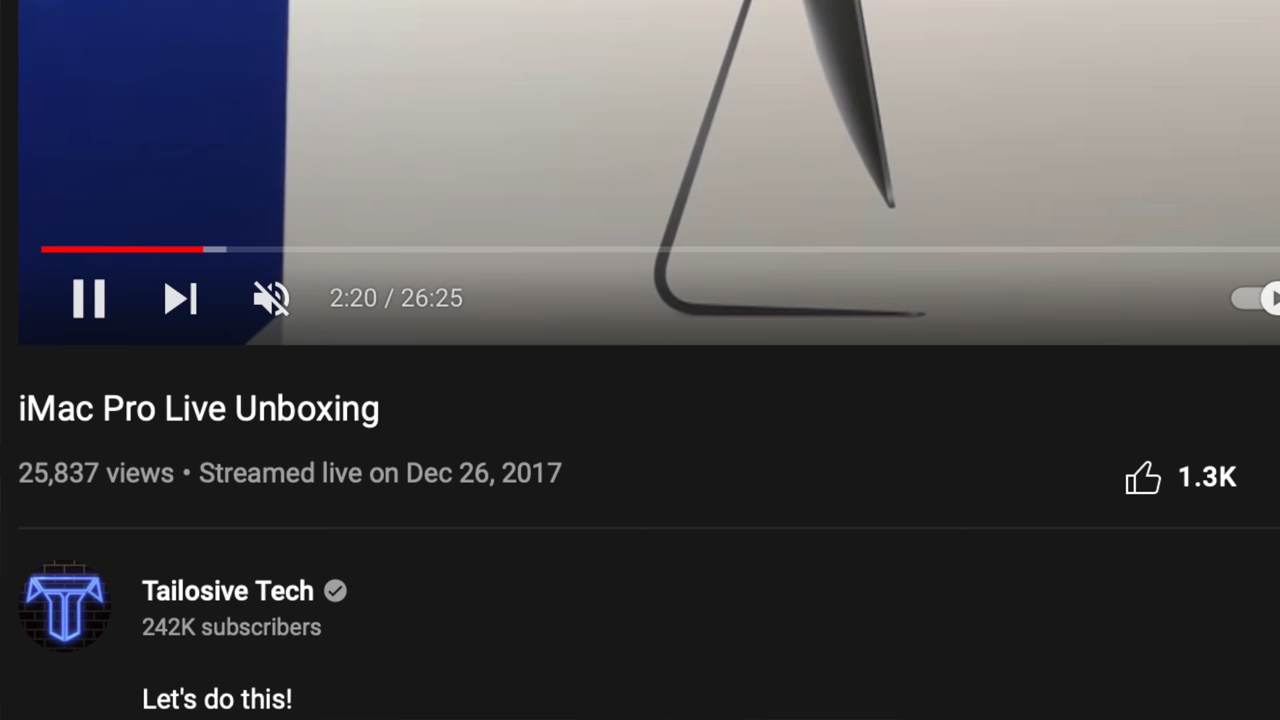 2:20 / 26:25
iMac Pro Live Unboxing
25,837 views • Streamed live on Dec 26, 2017
1.3K
Tailosive Tech
242K subscribers
Let's do this!